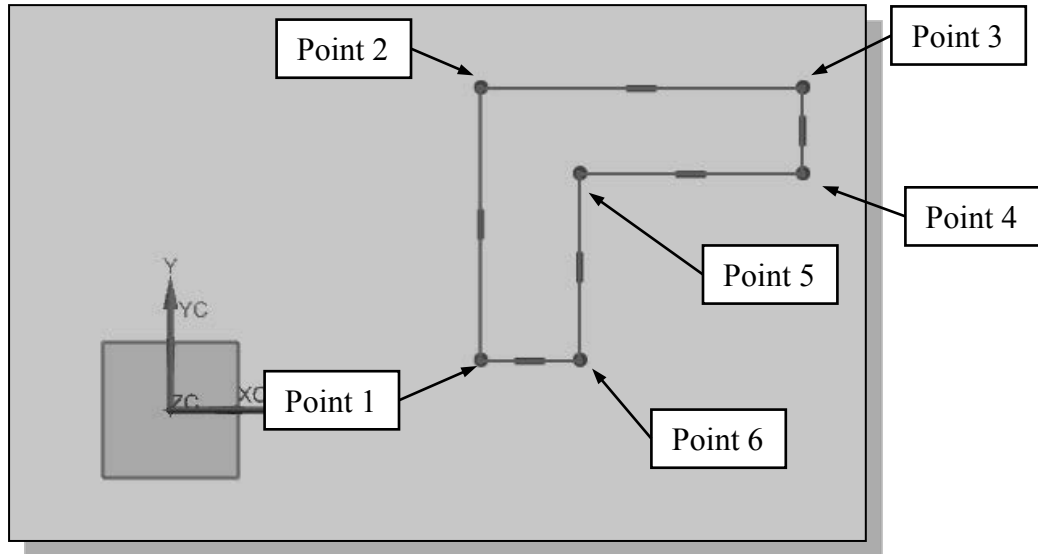 Point 2
Point 3
Point 4
Point 5
Y
YC
ZC
XC
Point 1
Point 6